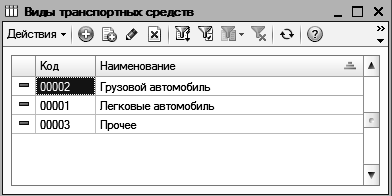 Виды транспортных средств
Действия
Код Наименование
00002 Грузовой автомобиль
00001 Легковые автомобиль
00003 Прочее